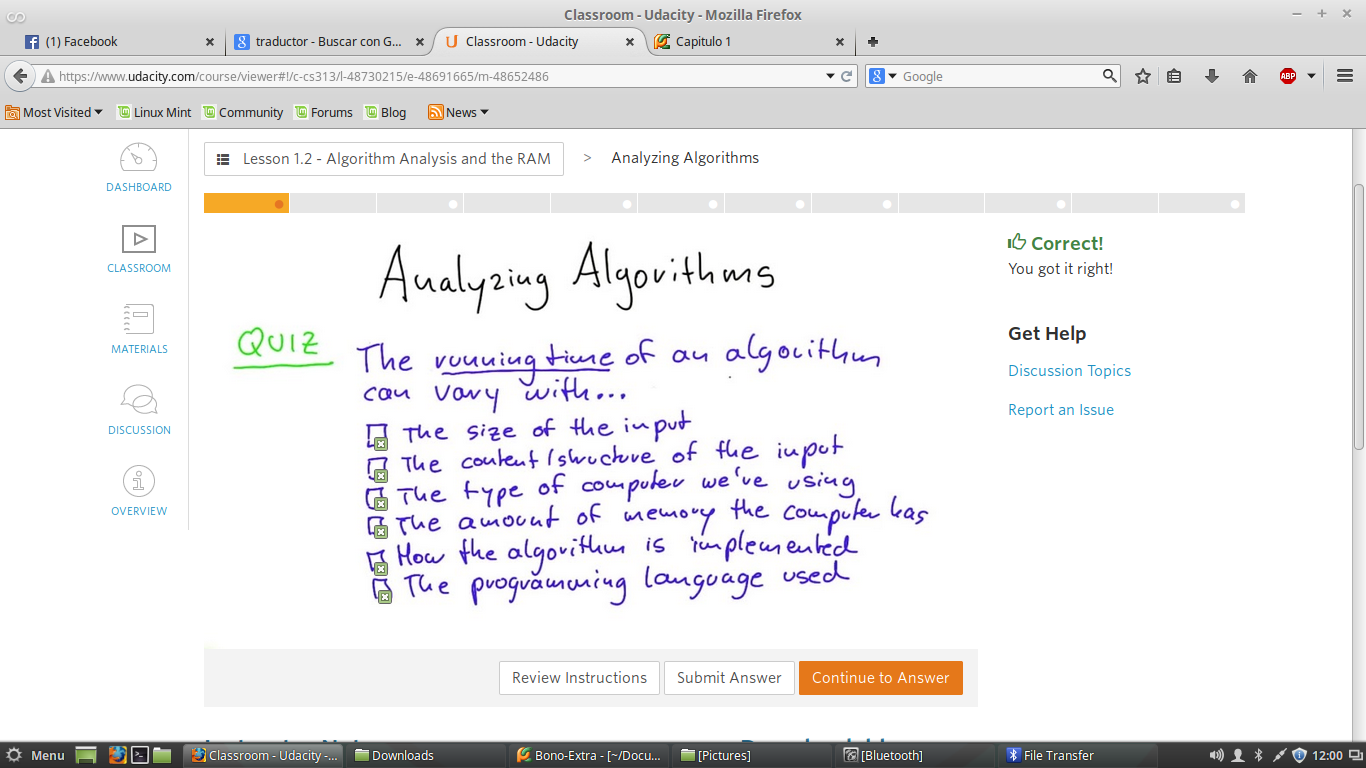 Classroom - Udacity - Mozilla Firefox
(1) Facebook
traductor - Buscar con G...
Classroom - Udacity
Capitulo 1
https://www.udacity.com/course/viewer#!/c-cs313/l-48730215/e-48691665/m-48652486
Google
ABP
Most Visited
Linux Mint
Community
Forums
Blog
News
DASHBOARD
CLASSROOM
MATERIALS
DISCUSSION
OVERVIEW
Lesson 1.2 - Algorithm Analysis and the RAM > Analyzing Algorithms
Analyzing Algorithms
QUIZ
The running time of an algorithm
can vary with...
The size of the input
The content/structure of the input
The type of computer we've using
The amount of memory the computer has
How the algorithm is implemented
The programming language used
Correct!
You got it right!
Get Help
Discussion Topics
Report an Issue
Review Instructions
Submit Answer
Continue to Answer
Menu
Classroom - Udacity -...
Downloads
Bono-Extra - [~/Docu...
[Pictures]
[Bluetooth]
File Transfer
12:00